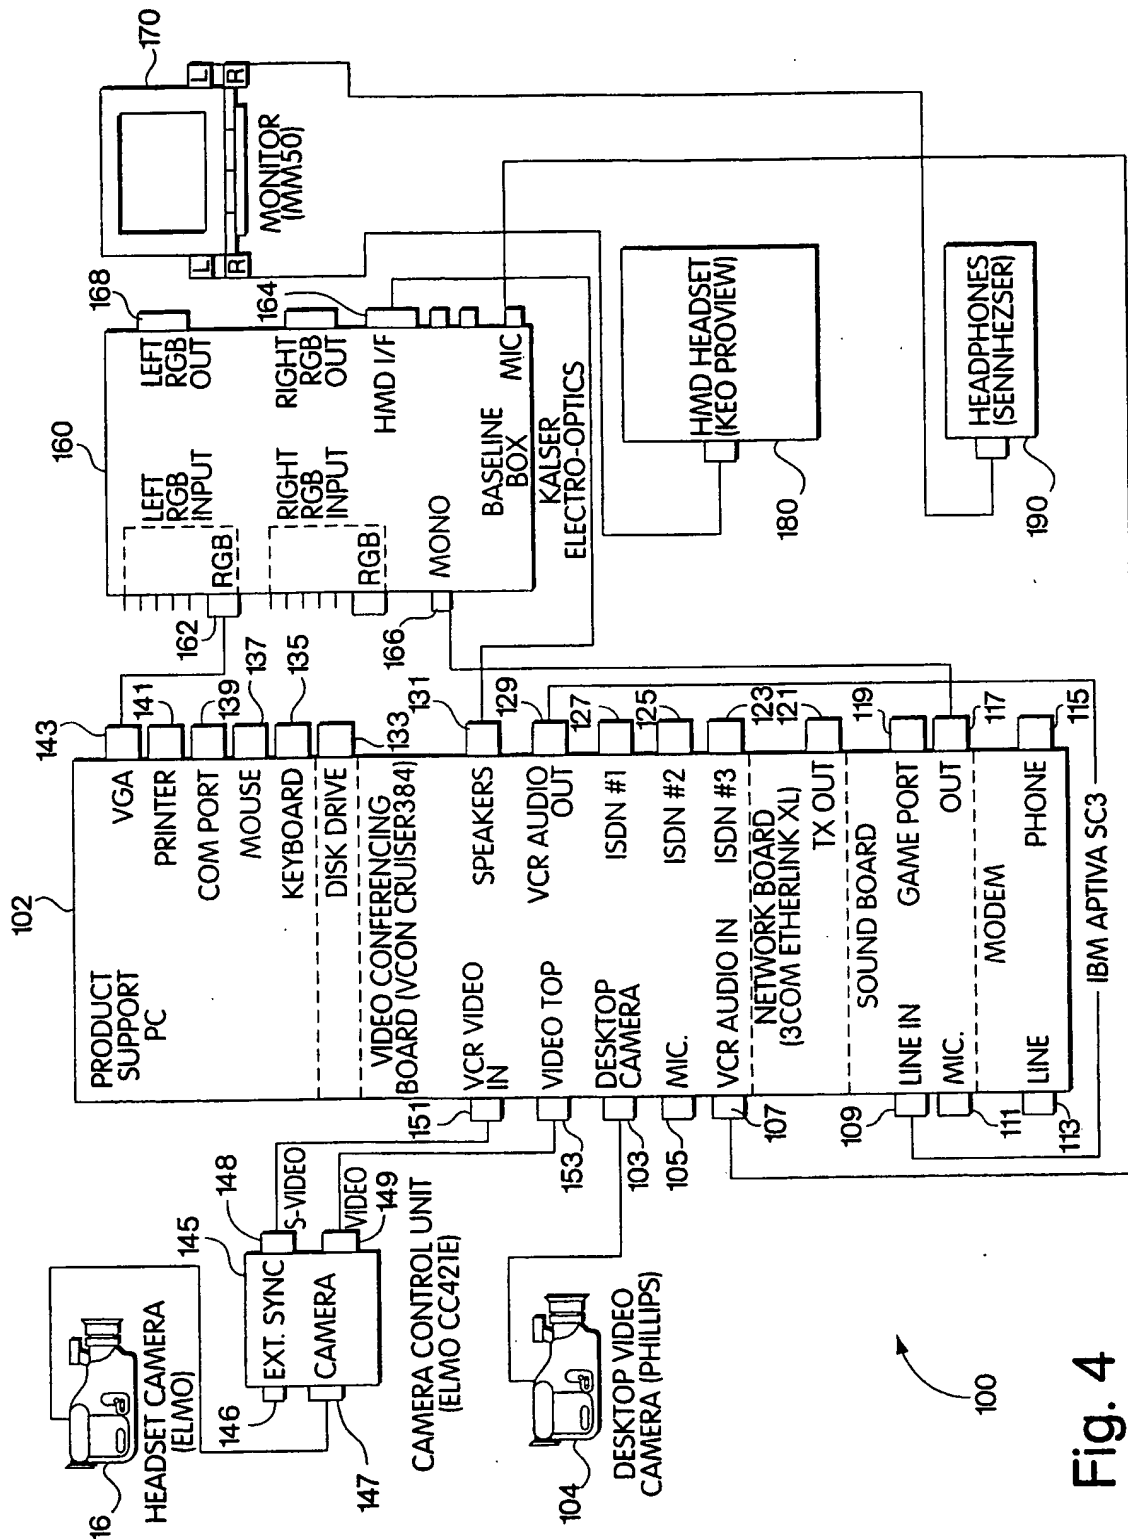 16
HEADSET CAMERA
(ELMO)
145
146
147
148
149
EXT. SYNC
CAMERA
S-VIDEO
VIDEO
CAMERA CONTROL UNIT
(ELMO CC421E)
104
DESKTOP VIDEO
CAMERA (PHILLIPS)
100
102
PRODUCT
SUPPORT
PC
VGA
143
PRINTER
141
COM PORT
139
MOUSE
137
KEYBOARD
135
DISK DRIVE
133
VIDEO CONFERENCING
BOARD (VCON CRUISER384)
151
VCR VIDEO
IN
SPEAKERS
131
153
VIDEO TOP
VCR AUDIO
OUT
129
103
DESKTOP
CAMERA
ISDN #1
127
105
MIC.
ISDN #2
125
107
VCR AUDIO IN
ISDN #3
123
NETWORK BOARD
(3COM ETHERLINK XL)
TX OUT
121
SOUND BOARD
109
LINE IN
GAME PORT
119
111
MIC.
OUT
117
MODEM
113
LINE
PHONE
115
IBM APTIVA SC3
160
162
LEFT
RGB
INPUT
RGB
LEFT
RGB
OUT
168
RIGHT
RGB
INPUT
RGB
RIGHT
RGB
OUT
164
HMD I/F
166
MONO
MIC
BASELINE
BOX
KALSER
ELECTRO-OPTICS
170
L
R
L
R
MONITOR
(MM50)
HMD HEADSET
(KEO PROVIEW)
180
HEADPHONES
(SENNHEZSER)
190
Fig. 4